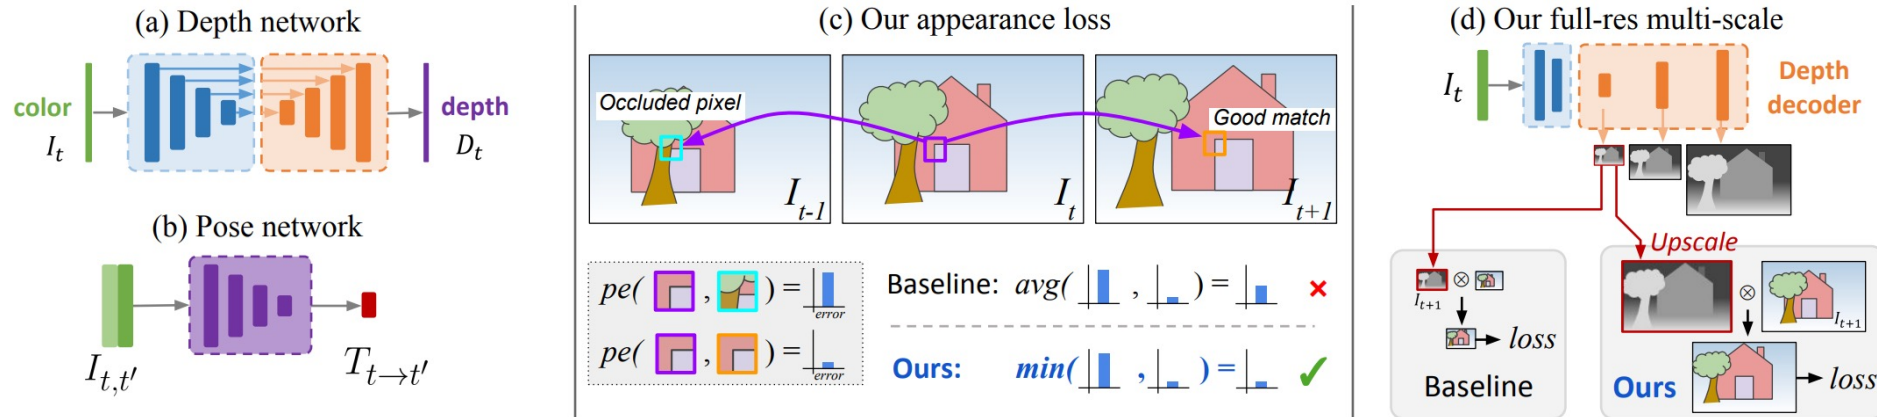 (a) Depth network
color
I_t
depth
D_t
(b) Pose network
I_{t,t'}
T_{t→t'}
(c) Our appearance loss
Occluded pixel
Good match
I_{t-1}
I_t
I_{t+1}
pe( , ) =
error
pe( , ) =
error
Baseline: avg( , ) = ×
Ours: min( , ) = ✓
(d) Our full-res multi-scale
I_t
Depth
decoder
Upscale
⊗
I_{t+1}
loss
Baseline
⊗
I_{t+1}
loss
Ours